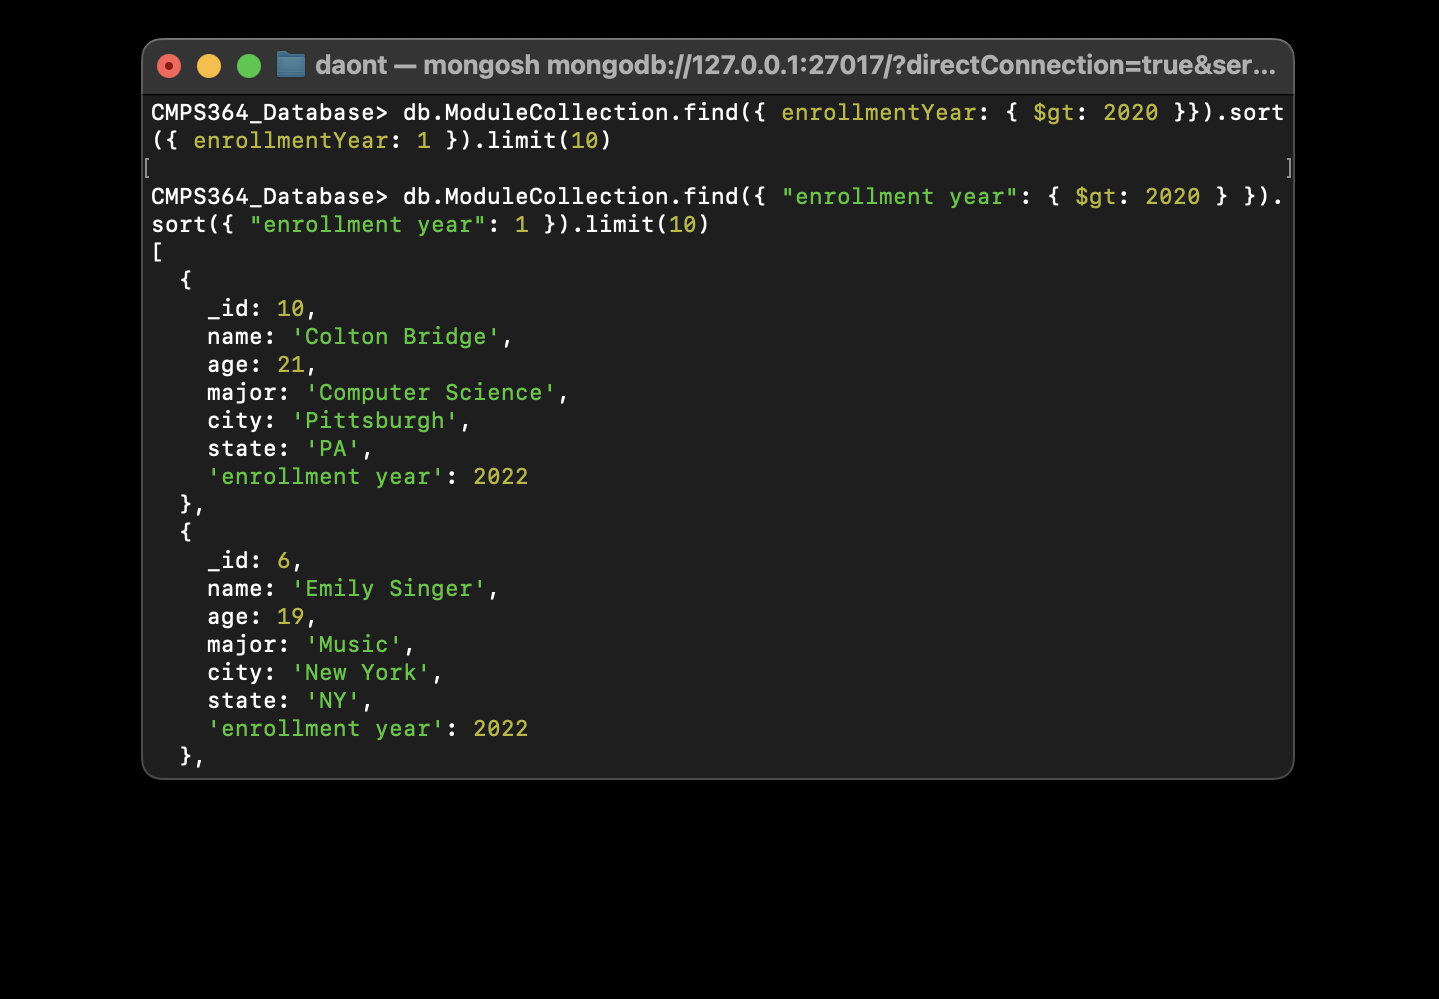 daont — mongosh mongodb://127.0.0.1:27017/?directConnection=true&ser...
CMPS364_Database> db.ModuleCollection.find({ enrollmentYear: { $gt: 2020 }}).sort
({ enrollmentYear: 1 }).limit(10)
[ ]
CMPS364_Database> db.ModuleCollection.find({ "enrollment year": { $gt: 2020 } }).
sort({ "enrollment year": 1 }).limit(10)
[
  {
    _id: 10,
    name: 'Colton Bridge',
    age: 21,
    major: 'Computer Science',
    city: 'Pittsburgh',
    state: 'PA',
    'enrollment year': 2022
  },
  {
    _id: 6,
    name: 'Emily Singer',
    age: 19,
    major: 'Music',
    city: 'New York',
    state: 'NY',
    'enrollment year': 2022
  },